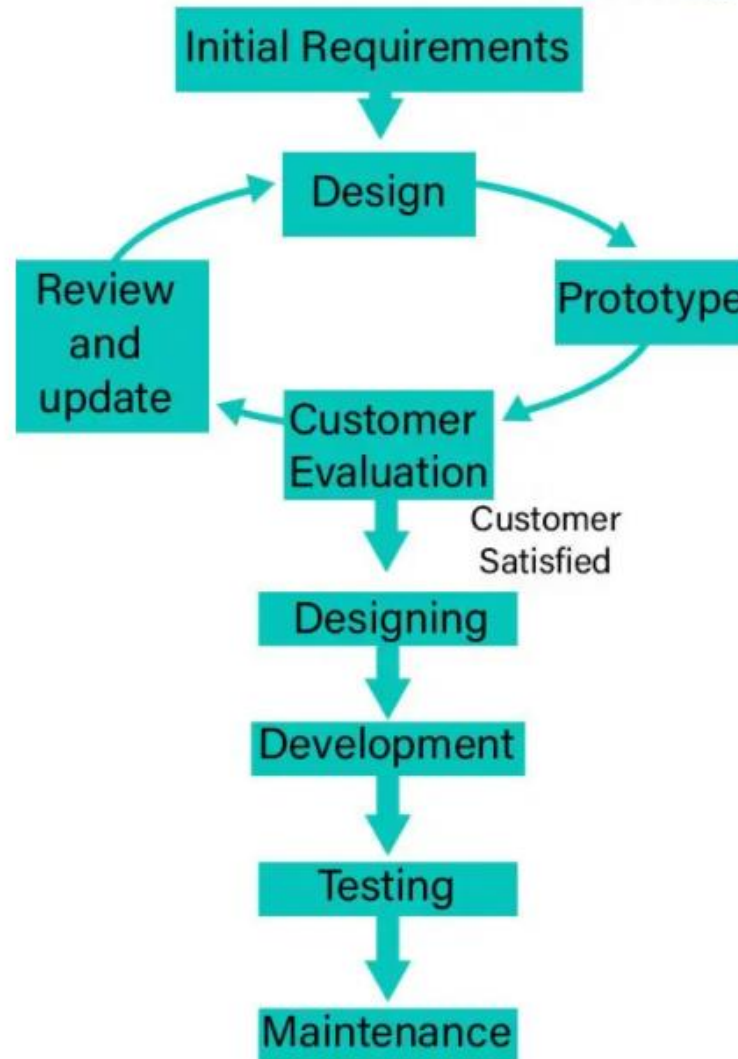 Initial Requirements
Design
Prototype
Review
and
update
Customer
Evaluation
Customer
Satisfied
Designing
Development
Testing
Maintenance